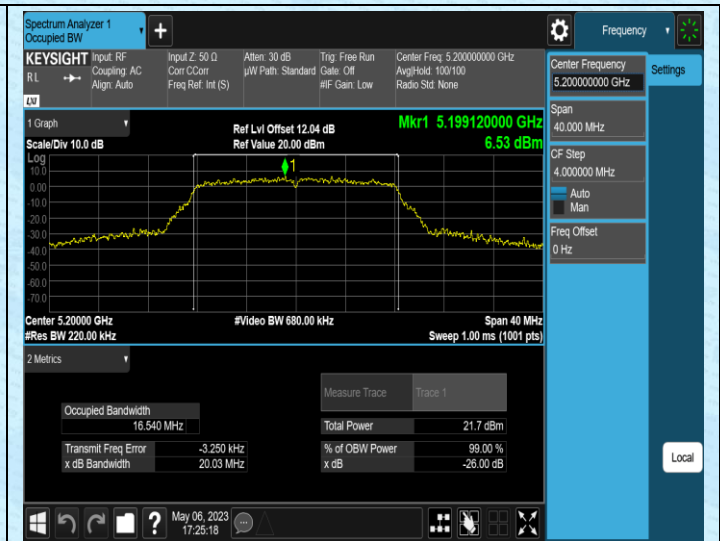 Spectrum Analyzer 1
Occupied BW
+
Frequency
KEYSIGHT
R L
LXI
Input: RF
Coupling: AC
Align: Auto
Input Z: 50 Ω
Corr CCorr
Freq Ref: Int (S)
Atten: 30 dB
µW Path: Standard
Trig: Free Run
Gate: Off
#IF Gain: Low
Center Freq: 5.200000000 GHz
Avg|Hold: 100/100
Radio Std: None
Center Frequency
5.200000000 GHz
Settings
Span
40.000 MHz
CF Step
4.000000 MHz
Auto
Man
Freq Offset
0 Hz
Local
1 Graph
Scale/Div 10.0 dB
Ref Lvl Offset 12.04 dB
Ref Value 20.00 dBm
Mkr1 5.199120000 GHz
6.53 dBm
Log
10.0
0.00
-10.0
-20.0
-30.0
-40.0
-50.0
-60.0
-70.0
1
Center 5.20000 GHz
#Video BW 680.00 kHz
Span 40 MHz
#Res BW 220.00 kHz
Sweep 1.00 ms (1001 pts)
2 Metrics
Measure Trace
Trace 1
Occupied Bandwidth
16.540 MHz
Total Power
21.7 dBm
Transmit Freq Error
-3.250 kHz
% of OBW Power
99.00 %
x dB Bandwidth
20.03 MHz
x dB
-26.00 dB
?
May 06, 2023
17:25:18